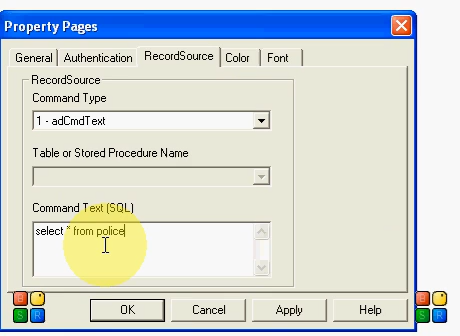 Property Pages
General
Authentication
RecordSource
Color
Font
RecordSource
Command Type
1 - adCmdText
Table or Stored Procedure Name
Command Text (SQL)
select * from police
OK
Cancel
Apply
Help
B
S R
B
S R